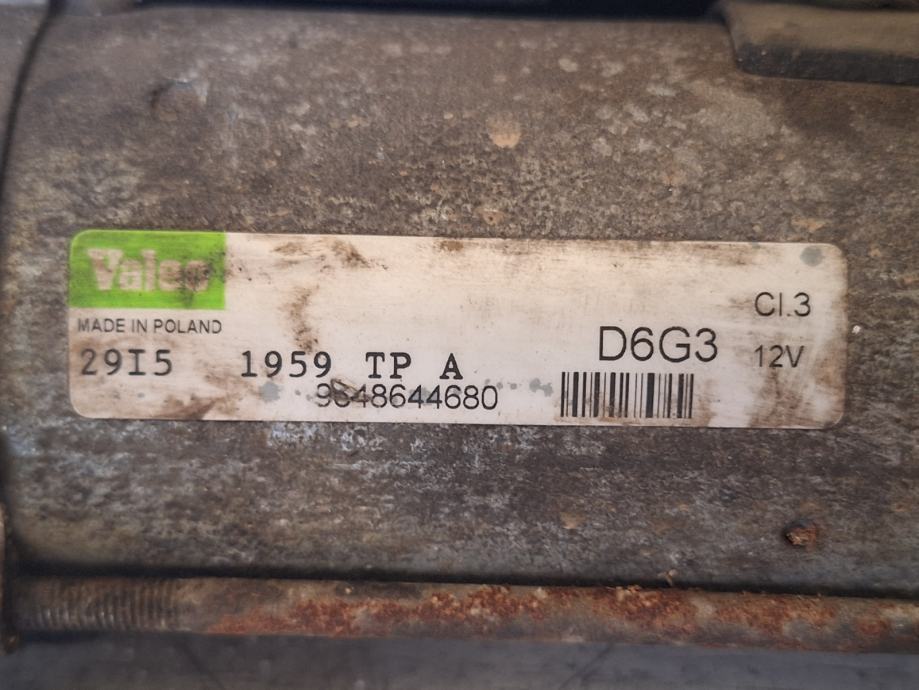 Valeo
MADE IN POLAND
29I5 1959 TP A
9648644680
D6G3
Cl.3
12V